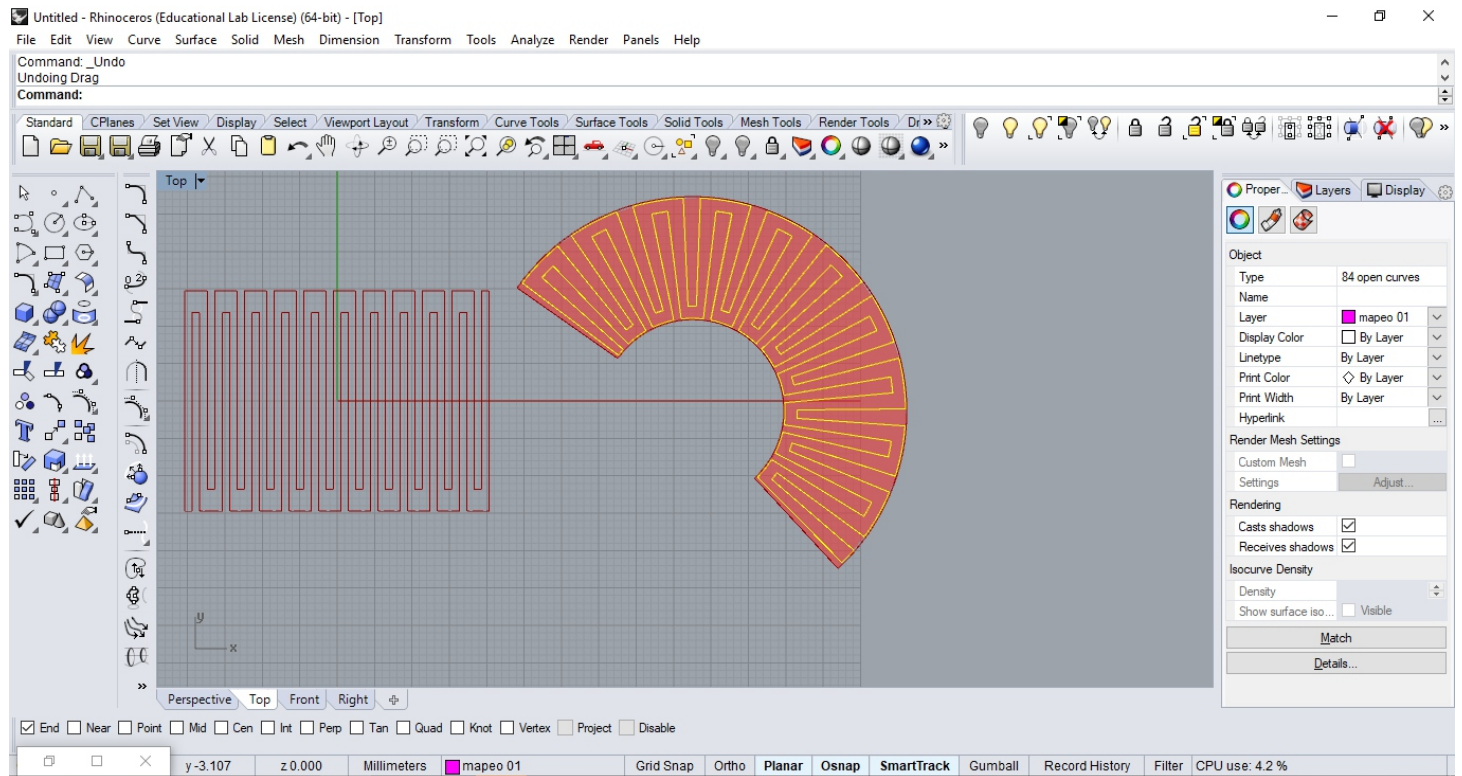 Untitled - Rhinoceros (Educational Lab License) (64-bit) - [Top]
File Edit View Curve Surface Solid Mesh Dimension Transform Tools Analyze Render Panels Help
Command: _Undo
Undoing Drag
Command:
Standard CPlanes Set View Display Select Viewport Layout Transform Curve Tools Surface Tools Solid Tools Mesh Tools Render Tools Dr »
Top
Proper... Layers Display
Object
Type 84 open curves
Name
Layer mapeo 01
Display Color By Layer
Linetype By Layer
Print Color By Layer
Print Width By Layer
Hyperlink ...
Render Mesh Settings
Custom Mesh
Settings Adjust...
Rendering
Casts shadows
Receives shadows
Isocurve Density
Density
Show surface iso... Visible
Match
Details...
y
x
Perspective Top Front Right
End Near Point Mid Cen Int Perp Tan Quad Knot Vertex Project Disable
y -3.107 z 0.000 Millimeters mapeo 01 Grid Snap Ortho Planar Osnap SmartTrack Gumball Record History Filter CPU use: 4.2 %